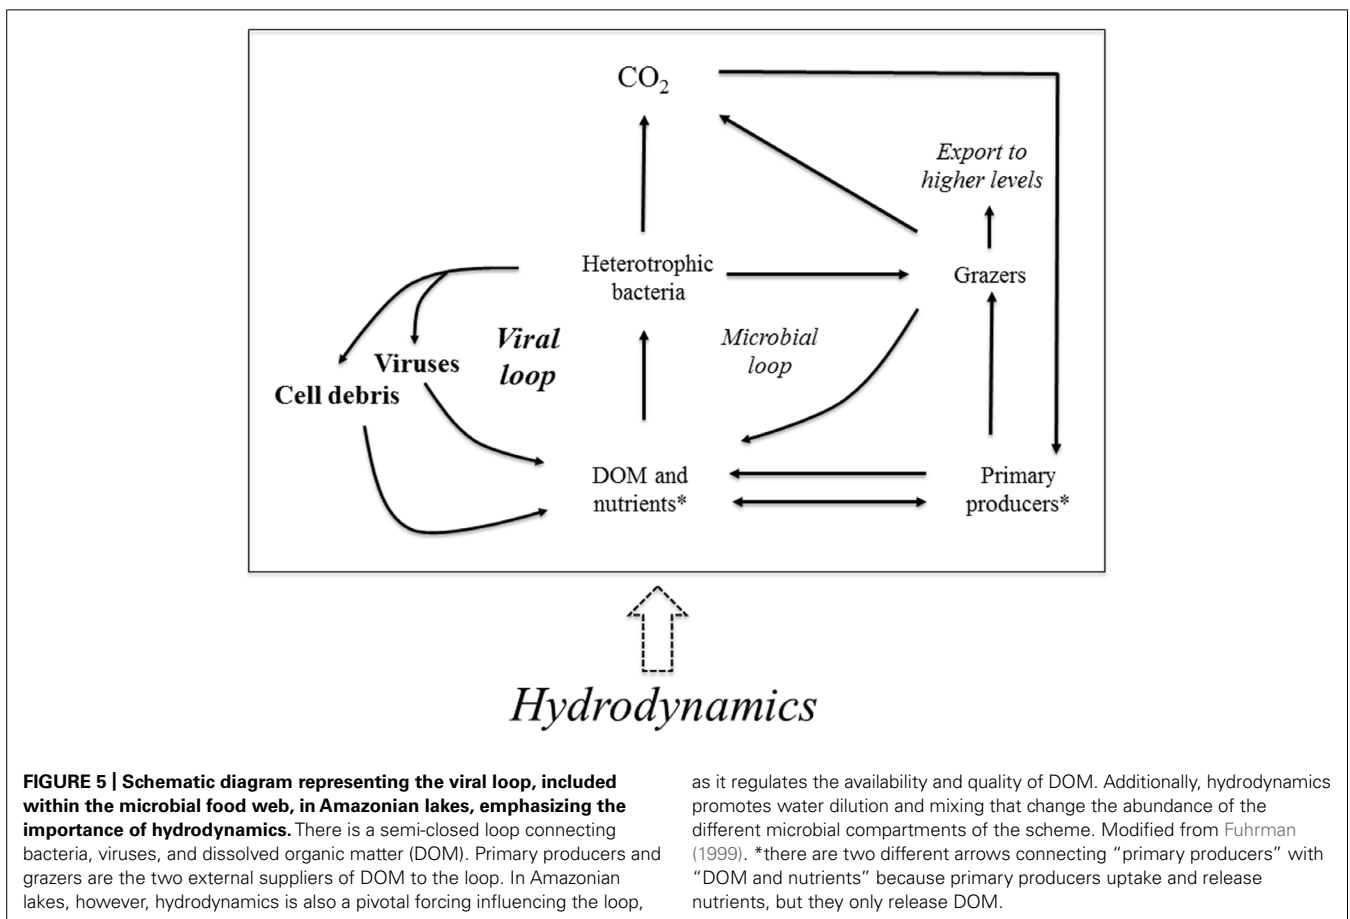 CO₂
Export to
higher levels
Heterotrophic
bacteria
Grazers
Viral
loop
Microbial
loop
Viruses
Cell debris
DOM and
nutrients*
Primary
producers*
Hydrodynamics
FIGURE 5 | Schematic diagram representing the viral loop, included
within the microbial food web, in Amazonian lakes, emphasizing the
importance of hydrodynamics. There is a semi-closed loop connecting
bacteria, viruses, and dissolved organic matter (DOM). Primary producers and
grazers are the two external suppliers of DOM to the loop. In Amazonian
lakes, however, hydrodynamics is also a pivotal forcing influencing the loop,
as it regulates the availability and quality of DOM. Additionally, hydrodynamics
promotes water dilution and mixing that change the abundance of the
different microbial compartments of the scheme. Modified from Fuhrman
(1999). *there are two different arrows connecting “primary producers” with
“DOM and nutrients” because primary producers uptake and release
nutrients, but they only release DOM.